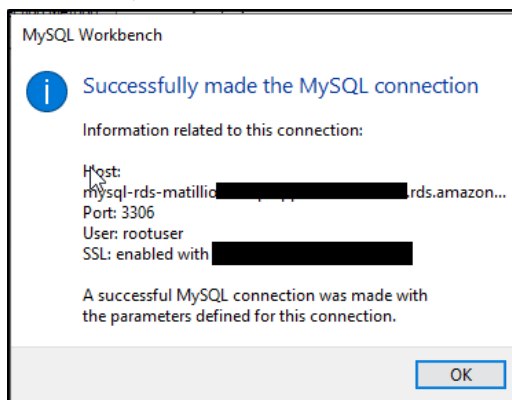 MySQL Workbench
Successfully made the MySQL connection
Information related to this connection:
Host:
mysql-rds-matillio .rds.amazon...
Port: 3306
User: rootuser
SSL: enabled with
A successful MySQL connection was made with
the parameters defined for this connection.
OK